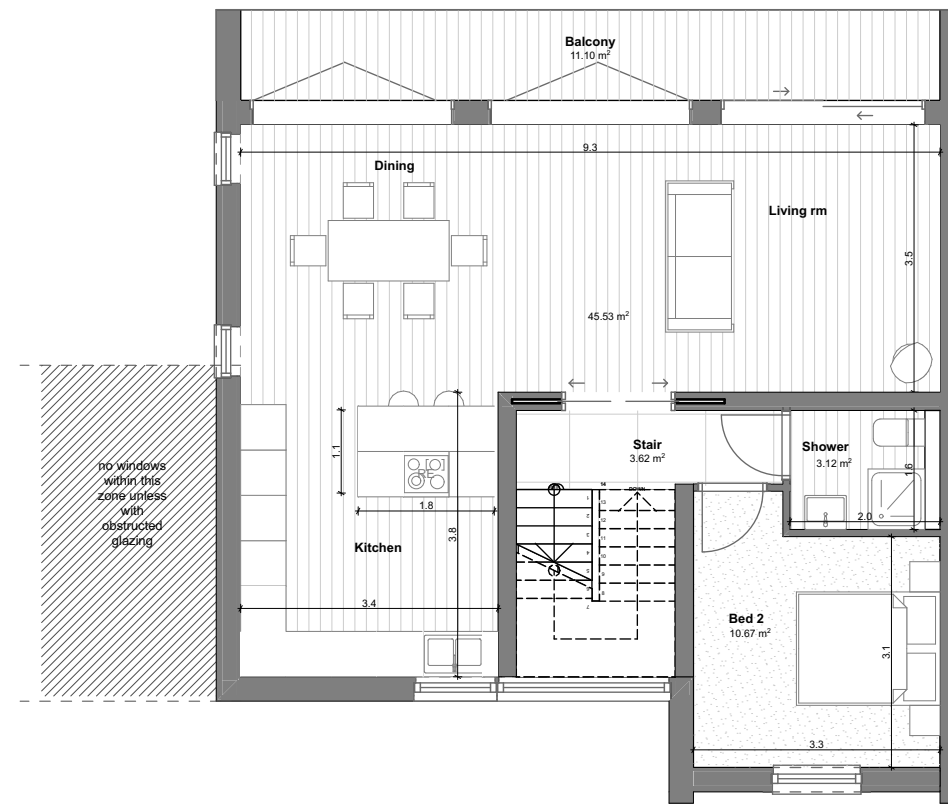 Balcony
11.10 m²
9.3
Dining
Living rm
3.5
45.53 m²
no windows
within this
zone unless
with
obstructed
glazing
1.1
1.8
3.8
Kitchen
3.4
Stair
3.62 m²
Shower
3.12 m²
1.6
2.0
DOWN
Bed 2
10.67 m²
3.1
3.3